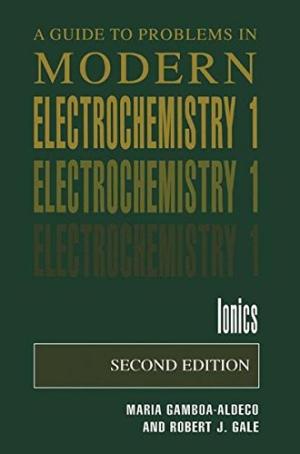 A GUIDE TO PROBLEMS IN
MODERN
ELECTROCHEMISTRY 1
ELECTROCHEMISTRY 1
ELECTROCHEMISTRY 1
Ionics
SECOND EDITION
MARIA GAMBOA-ALDECO
AND ROBERT J. GALE